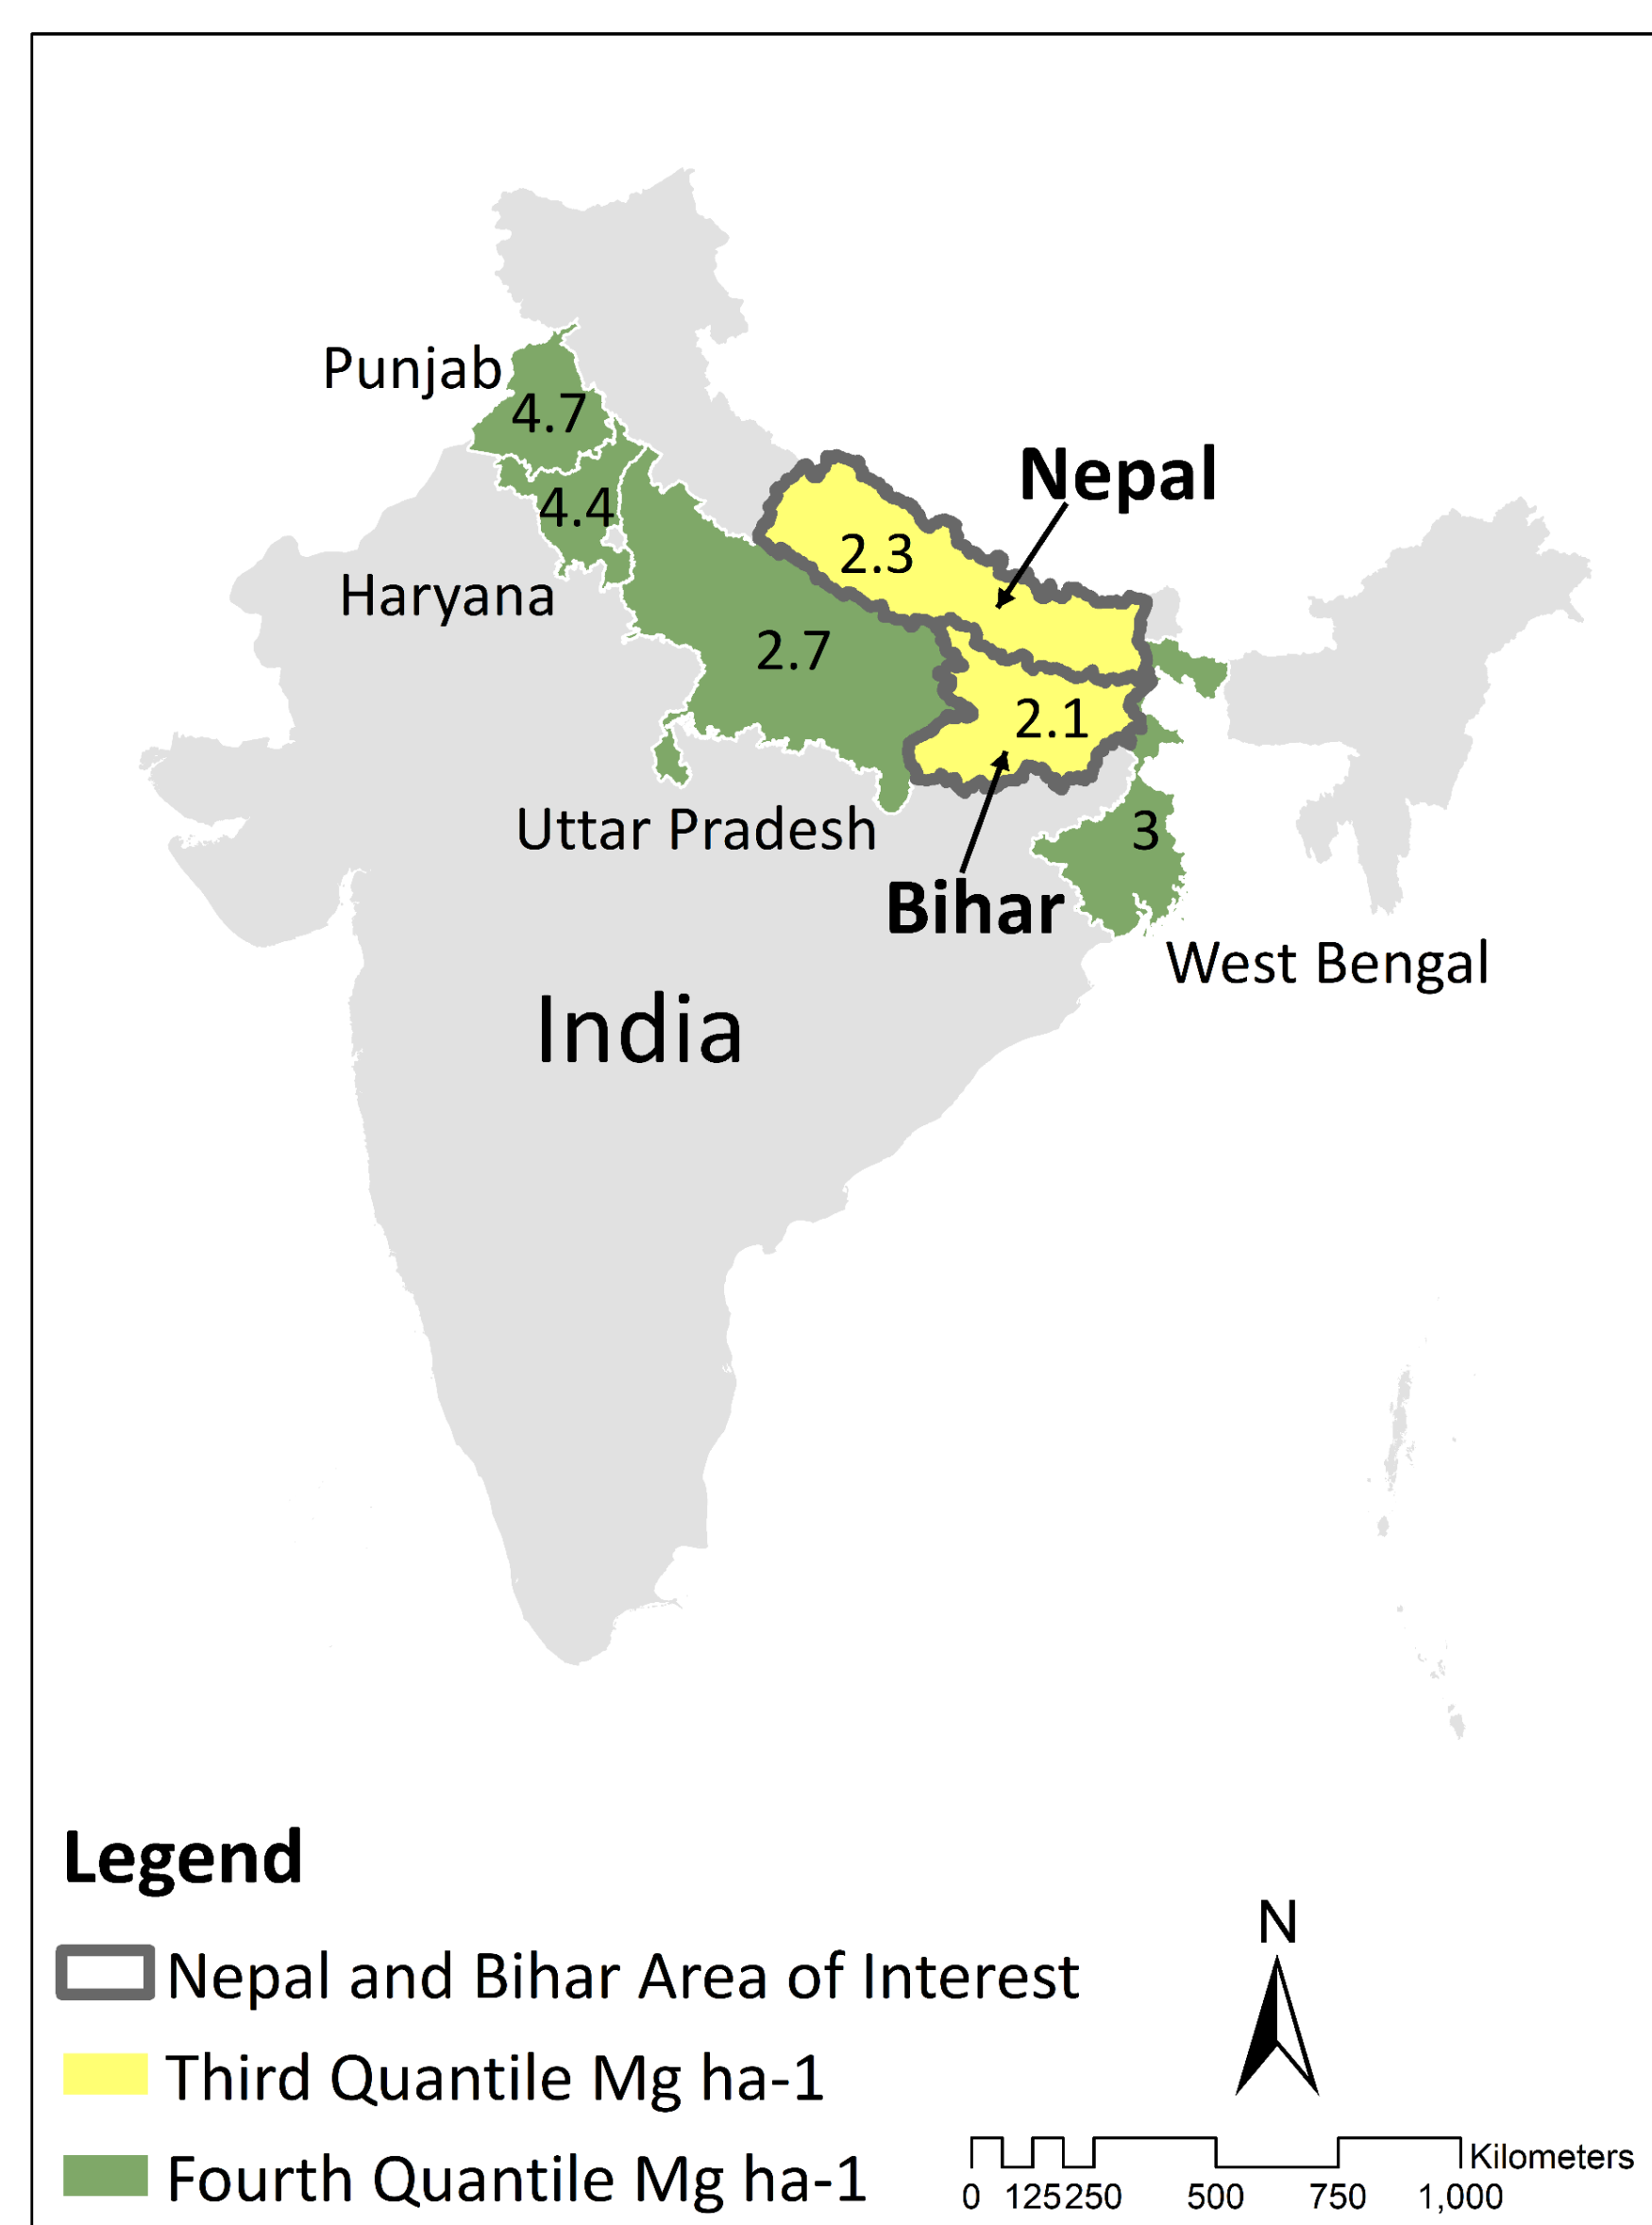 Punjab
4.7
Nepal
4.4
2.3
Haryana
2.7
2.1
Uttar Pradesh
3
Bihar
West Bengal
India
Legend
Nepal and Bihar Area of Interest
Third Quantile Mg ha-1
Fourth Quantile Mg ha-1
N
Kilometers
0 125 250 500 750 1,000